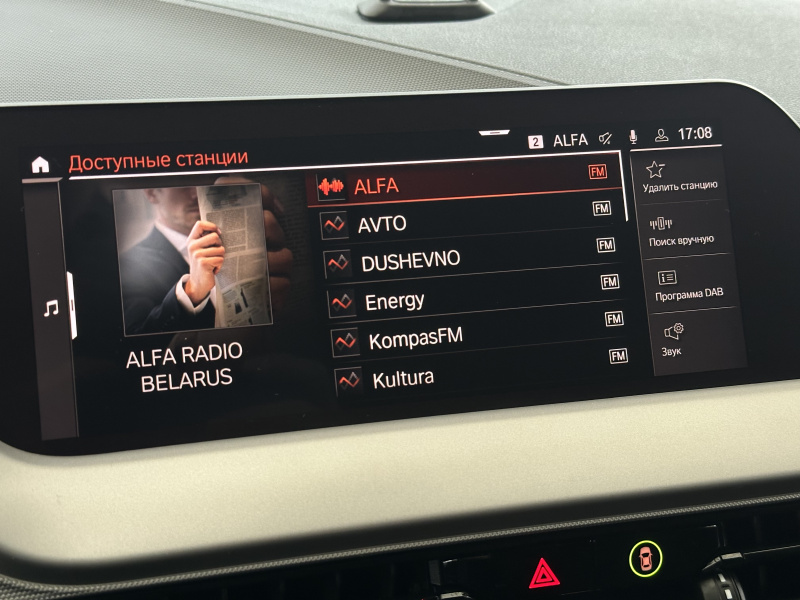 2 ALFA 17:08
Доступные станции
ALFA FM
AVTO FM
DUSHEVNO FM
Energy FM
KompasFM FM
Kultura FM
ALFA RADIO
BELARUS
Удалить станцию
Поиск вручную
Программа DAB
Звук